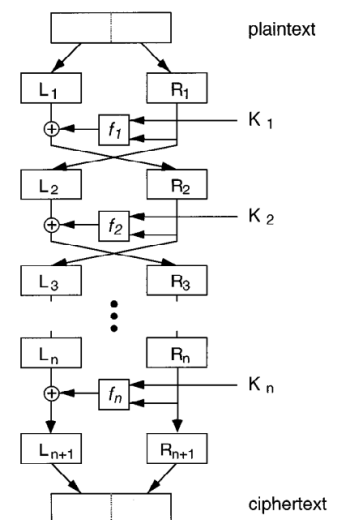 plaintext
L₁ R₁
f₁ K₁
L₂ R₂
f₂ K₂
L₃ R₃
Lₙ Rₙ
fₙ Kₙ
Lₙ₊₁ Rₙ₊₁
ciphertext